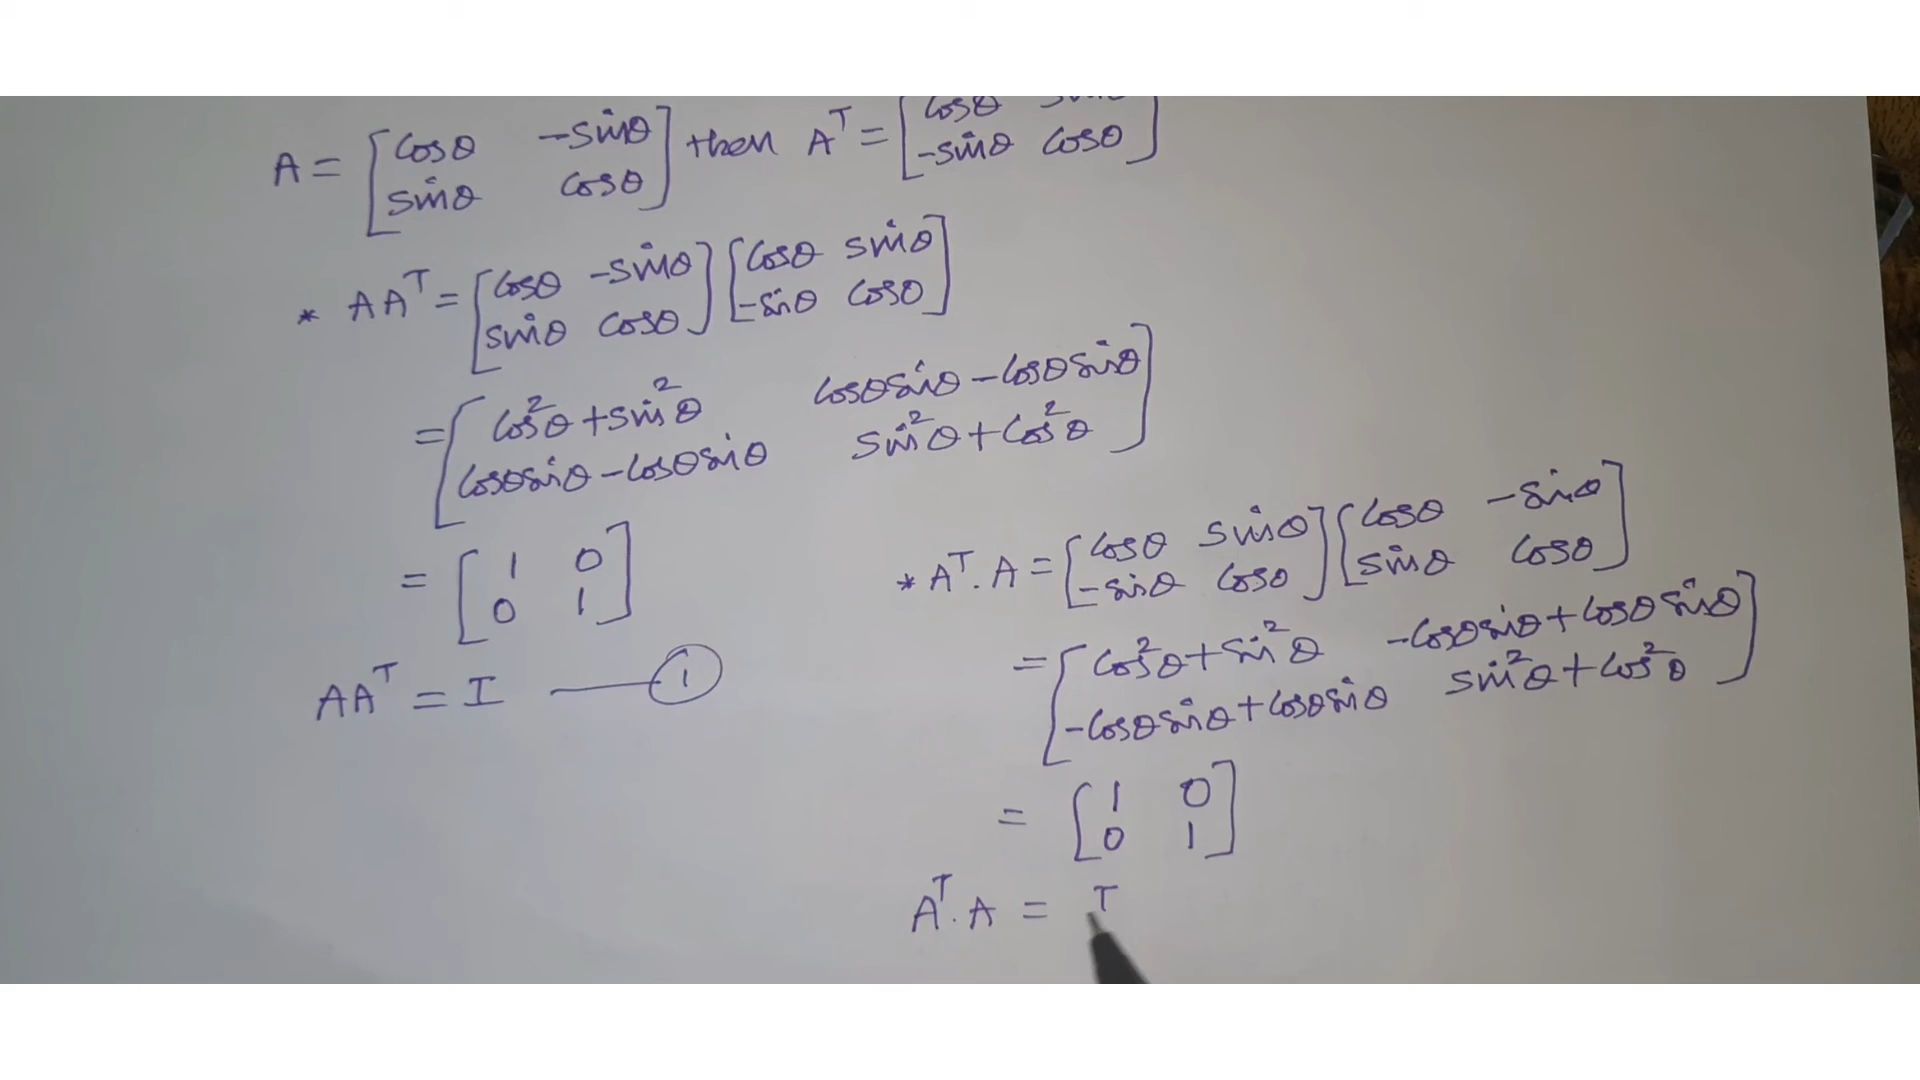 A = [cosθ -sinθ] then Aᵀ = [cosθ
[sinθ cosθ] [-sinθ cosθ]
* AAᵀ = [cosθ -sinθ] [cosθ sinθ]
[sinθ cosθ] [-sinθ cosθ]
= [cos²θ+sin²θ cosθsinθ-cosθsinθ]
[cosθsinθ-cosθsinθ sin²θ+cos²θ]
= [1 0]
[0 1]
AAᵀ = I —— ①
* Aᵀ.A = [cosθ sinθ] [cosθ -sinθ]
[-sinθ cosθ] [sinθ cosθ]
= [cos²θ+sin²θ -cosθsinθ+cosθsinθ]
[-cosθsinθ+cosθsinθ sin²θ+cos²θ]
= [1 0]
[0 1]
Aᵀ.A =